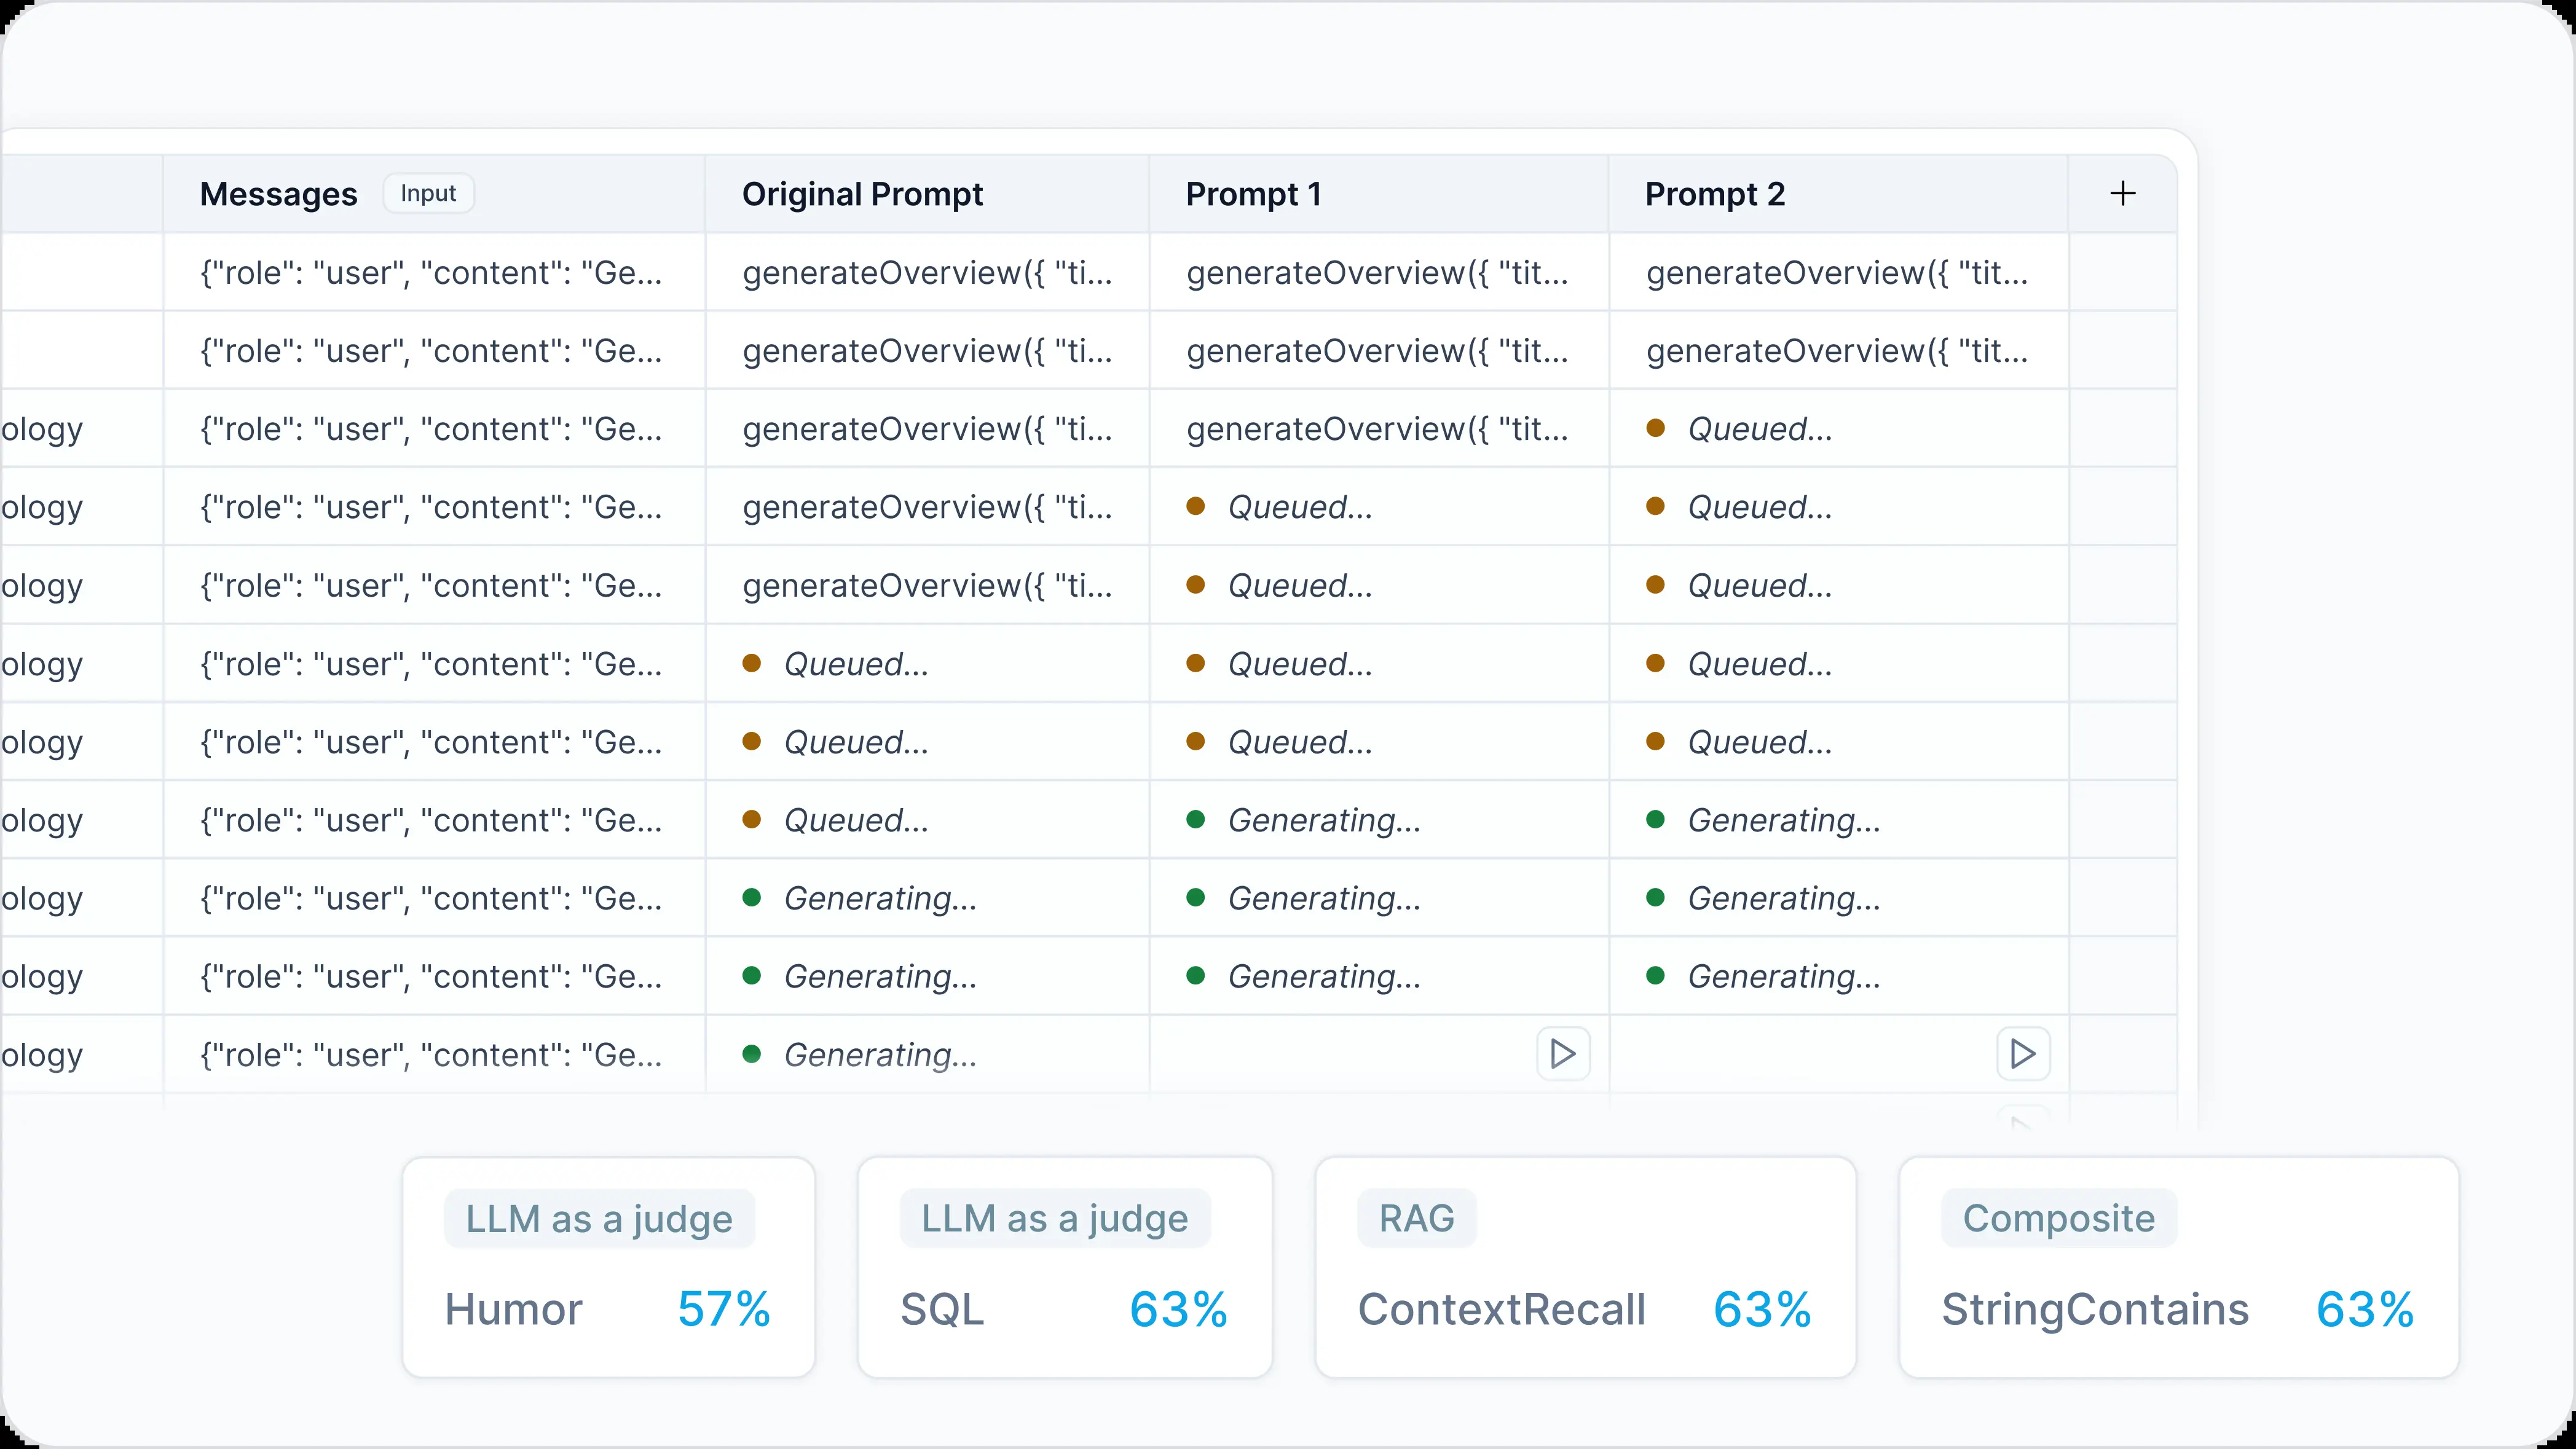 Messages Input Original Prompt Prompt 1 Prompt 2 +
{"role": "user", "content": "Ge... generateOverview({ "ti... generateOverview({ "tit... generateOverview({ "tit...
{"role": "user", "content": "Ge... generateOverview({ "ti... generateOverview({ "tit... generateOverview({ "tit...
ology {"role": "user", "content": "Ge... generateOverview({ "ti... generateOverview({ "tit... Queued...
ology {"role": "user", "content": "Ge... generateOverview({ "ti... Queued... Queued...
ology {"role": "user", "content": "Ge... generateOverview({ "ti... Queued... Queued...
ology {"role": "user", "content": "Ge... Queued... Queued... Queued...
ology {"role": "user", "content": "Ge... Queued... Queued... Queued...
ology {"role": "user", "content": "Ge... Queued... Generating... Generating...
ology {"role": "user", "content": "Ge... Generating... Generating... Generating...
ology {"role": "user", "content": "Ge... Generating... Generating... Generating...
ology {"role": "user", "content": "Ge... Generating...
LLM as a judge LLM as a judge RAG Composite
Humor 57% SQL 63% ContextRecall 63% StringContains 63%